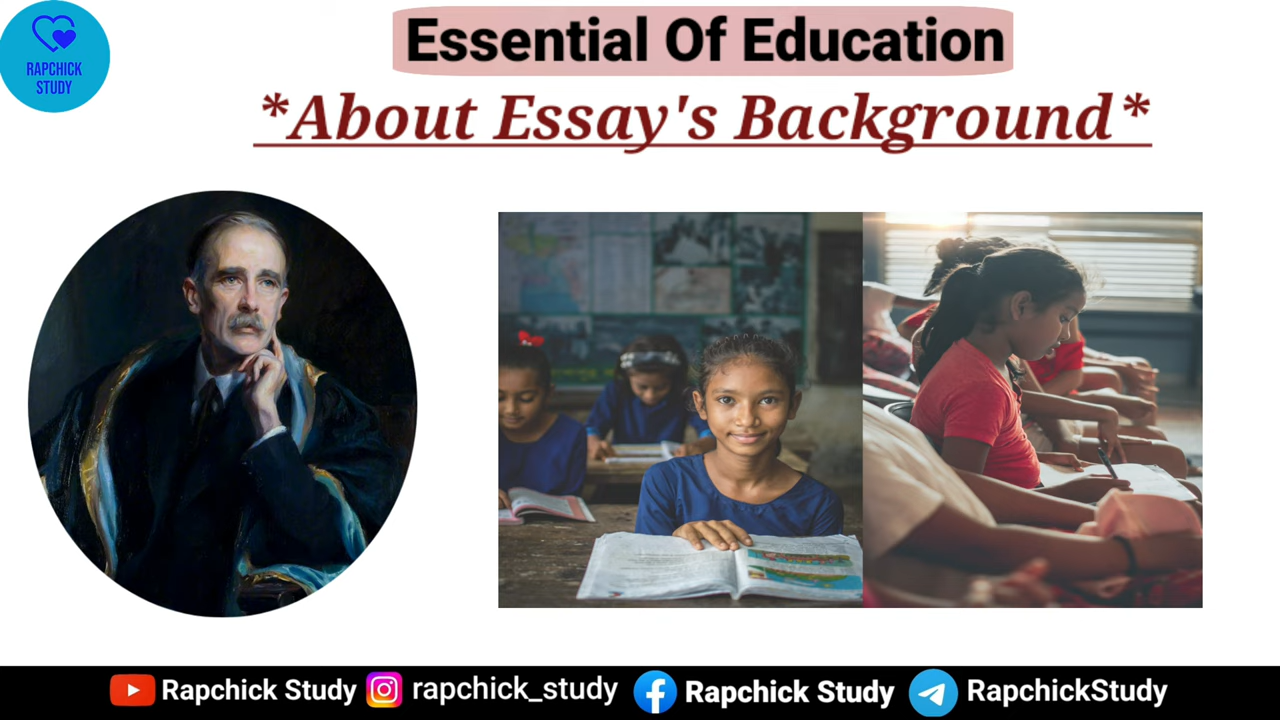 RAPCHICK
STUDY
Essential Of Education
*About Essay's Background*
Rapchick Study rapchick_study Rapchick Study RapchickStudy